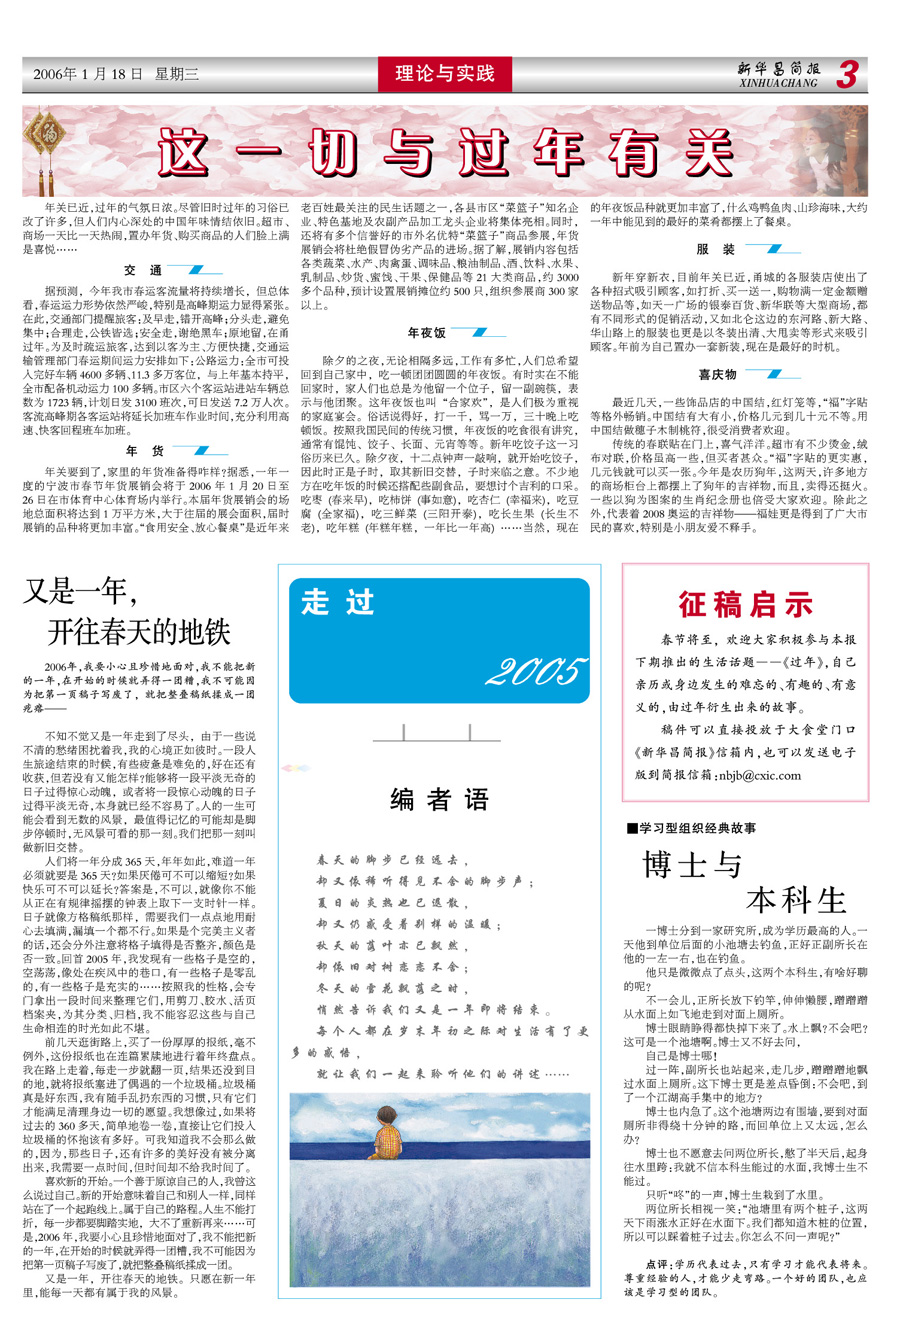 2006年1月18日 星期三
理论与实践
新华昌简报
XINHUACHANG
3
这一切与过年有关
年关已近,过年的气氛日浓。尽管旧时过年的习俗已
改了许多,但人们内心深处的中国年味情结依旧。超市、
商场一天比一天热闹,置办年货、购买商品的人们脸上满
是喜悦……
交 通
据预测，今年我市春运客流量将持续增长，但总体
看,春运运力形势依然严峻,特别是高峰期运力显得紧张。
在此,交通部门提醒旅客:及早走,错开高峰;分头走,避免
集中;合理走,公铁皆选;安全走,谢绝黑车;原地留,在甬
过年。为及时疏运旅客,达到以客为主、方便快捷,交通运
输管理部门春运期间运力安排如下:公路运力:全市可投
入完好车辆 4600 多辆、11.3 多万客位，与上年基本持平，
全市配备机动运力 100 多辆。市区六个客运站进站车辆总
数为 1723 辆,计划日发 3100 班次,可日发送 7.2 万人次。
客流高峰期各客运站将延长加班车作业时间,充分利用高
速、快客回程班车加班。
年 货
年关要到了,家里的年货准备得咋样?据悉,一年一
度的宁波市春节年货展销会将于 2006 年 1 月 20 日至
26 日在市体育中心体育场内举行。本届年货展销会的场
地总面积将达到 1 万平方米,大于往届的展会面积,届时
展销的品种将更加丰富。“食用安全、放心餐桌”是近年来
老百姓最关注的民生话题之一,各县市区“菜篮子”知名企
业、特色基地及农副产品加工龙头企业将集体亮相。同时,
还将有多个信誉好的市外名优特“菜篮子”商品参展,年货
展销会将杜绝假冒伪劣产品的进场。据了解,展销内容包括
各类蔬菜、水产、肉禽蛋、调味品、粮油制品、酒、饮料、水果、
乳制品、炒货、蜜饯、干果、保健品等 21 大类商品,约 3000
多个品种,预计设置展销摊位约 500 只,组织参展商 300 家
以上。
年夜饭
除夕的之夜,无论相隔多远,工作有多忙,人们总希望
回到自己家中，吃一顿团团圆圆的年夜饭。有时实在不能
回家时，家人们也总是为他留一个位子，留一副碗筷，表
示与他团聚。这年夜饭也叫“合家欢”，是人们极为重视
的家庭宴会。俗话说得好，打一千，骂一万，三十晚上吃
顿饭。按照我国民间的传统习惯，年夜饭的吃食很有讲究，
通常有馄饨、饺子、长面、元宵等等。新年吃饺子这一习
俗历来已久。除夕夜，十二点钟声一敲响，就开始吃饺子，
因此时正是子时，取其新旧交替，子时来临之意。不少地
方在吃年饭的时候还搭配些副食品，要想讨个吉利的口采。
吃枣 (春来早)，吃柿饼 (事如意)，吃杏仁 (幸福来)，吃豆
腐 (全家福)，吃三鲜菜 (三阳开泰)，吃长生果 (长生不
老)，吃年糕 (年糕年糕，一年比一年高) ……当然，现在
的年夜饭品种就更加丰富了,什么鸡鸭鱼肉、山珍海味,大约
一年中能见到的最好的菜肴都摆上了餐桌。
服 装
新年穿新衣,目前年关已近,甬城的各服装店使出了
各种招式吸引顾客,如打折、买一送一、购物满一定金额赠
送物品等,如天一广场的银泰百货、新华联等大型商场,都
有不同形式的促销活动,又如北仑这边的东河路、新大路、
华山路上的服装也更是以冬装出清、大甩卖等形式来吸引
顾客。年前为自己置办一套新装,现在是最好的时机。
喜庆物
最近几天,一些饰品店的中国结,红灯笼等,“福”字贴
等格外畅销。中国结有大有小,价格几元到几十元不等。用
中国结做穗子木制桃符,很受消费者欢迎。
传统的春联贴在门上,喜气洋洋。超市有不少烫金,绒
布对联,价格虽高一些,但买者甚众。“福”字贴的更实惠,
几元钱就可以买一张。今年是农历狗年,这两天,许多地方
的商场柜台上都摆了狗年的吉祥物,而且,卖得还挺火。
一些以狗为图案的生肖纪念册也倍受大家欢迎。除此之
外,代表着 2008 奥运的吉祥物——福娃更是得到了广大市
民的喜欢,特别是小朋友爱不释手。
又是一年，
开往春天的地铁
2006年,我要小心且珍惜地面对,我不能把新
的一年,在开始的时候就弄得一团糟,我不可能因
为把第一页稿子写废了，就把整叠稿纸揉成一团
疙瘩——
不知不觉又是一年走到了尽头，由于一些说
不清的愁绪困扰着我,我的心境正如彼时。一段人
生旅途结束的时候,有些疲惫是难免的,好在还有
收获,但若没有又能怎样?能够将一段平淡无奇的
日子过得惊心动魄，或者将一段惊心动魄的日子
过得平淡无奇,本身就已经不容易了。人的一生可
能会看到无数的风景，最值得记忆的可能却是脚
步停顿时,无风景可看的那一刻。我们把那一刻叫
做新旧交替。
人们将一年分成 365 天,年年如此,难道一年
必须就要是 365 天?如果厌倦可不可以缩短?如果
快乐可不可以延长?答案是,不可以,就像你不能
从正在有规律摇摆的钟表上取下一支时针一样。
日子就像方格稿纸那样，需要我们一点点地用耐
心去填满,漏填一个都不行。如果是个完美主义者
的话,还会分外注意将格子填得是否整齐,颜色是
否一致。回首 2005 年,我发现有一些格子是空的,
空荡荡,像处在疾风中的巷口,有一些格子是零乱
的,有一些格子是充实的……按照我的性格,会专
门拿出一段时间来整理它们,用剪刀、胶水、活页
档案夹,为其分类、归档,我不能容忍这些与自己
生命相连的时光如此不堪。
前几天逛街路上,买了一份厚厚的报纸,毫不
例外,这份报纸也在连篇累牍地进行着年终盘点。
我在路上走着,每走一步就翻一页,结果还没到目
的地,就将报纸塞进了偶遇的一个垃圾桶。垃圾桶
真是好东西,我有随手乱扔东西的习惯,只有它们
才能满足清理身边一切的愿望。我想像过,如果将
过去的 360 多天,简单地卷一卷,直接让它们投入
垃圾桶的怀抱该有多好。可我知道我不会那么做
的,因为,那些日子,还有许多的美好没有被分离
出来,我需要一点时间,但时间却不给我时间了。
喜欢新的开始。一个善于原谅自己的人,我曾这
么说过自己。新的开始意味着自己和别人一样,同样
站在了一个起跑线上。属于自己的路程。人生不能打
折，每一步都要脚踏实地，大不了重新再来……可
是,2006 年,我要小心且珍惜地面对了,我不能把新
的一年,在开始的时候就弄得一团糟,我不可能因为
把第一页稿子写废了,就把整叠稿纸揉成一团。
又是一年，开往春天的地铁。只愿在新一年
里,能每一天都有属于我的风景。
走过
2005
编者语
春天的脚步已经远去，
却又依稀听得见不舍的脚步声；
夏日的炎热也已退散，
却又仍感受着别样的温暖；
秋天的落叶亦已飘然，
却依旧对树恋恋不舍；
冬天的雪花飘落之时，
悄然告诉我们又是一年即将结束。
每个人都在岁末年初之际对生活有了更
多的感悟，
就让我们一起来聆听他们的讲述……
征稿启示
春节将至，欢迎大家积极参与本报
下期推出的生活话题——《过年》,自己
亲历或身边发生的难忘的、有趣的、有意
义的,由过年衍生出来的故事。
稿件可以直接投放于大食堂门口
《新华昌简报》信箱内,也可以发送电子
版到简报信箱:nbjb@cxic.com
■学习型组织经典故事
博士与
本科生
一博士分到一家研究所,成为学历最高的人。一
天他到单位后面的小池塘去钓鱼,正好正副所长在
他的一左一右,也在钓鱼。
他只是微微点了点头,这两个本科生,有啥好聊
的呢?
不一会儿,正所长放下钓竿,伸伸懒腰,蹭蹭蹭
从水面上如飞地走到对面上厕所。
博士眼睛睁得都快掉下来了。水上飘?不会吧?
这可是一个池塘啊。博士又不好去问,
自己是博士哪!
过一阵,副所长也站起来,走几步,蹭蹭蹭地飘
过水面上厕所。这下博士更是差点昏倒:不会吧,到
了一个江湖高手集中的地方?
博士也内急了。这个池塘两边有围墙,要到对面
厕所非得绕十分钟的路,而回单位上又太远,怎么
办?
博士也不愿意去问两位所长,憋了半天后,起身
往水里跨:我就不信本科生能过的水面,我博士生不
能过。
只听“咚”的一声,博士生栽到了水里。
两位所长相视一笑:“池塘里有两个桩子,这两
天下雨涨水正好在水面下。我们都知道木桩的位置,
所以可以踩着桩子过去。你怎么不问一声呢?”
点评:学历代表过去,只有学习才能代表将来。
尊重经验的人,才能少走弯路。一个好的团队,也应
该是学习型的团队。